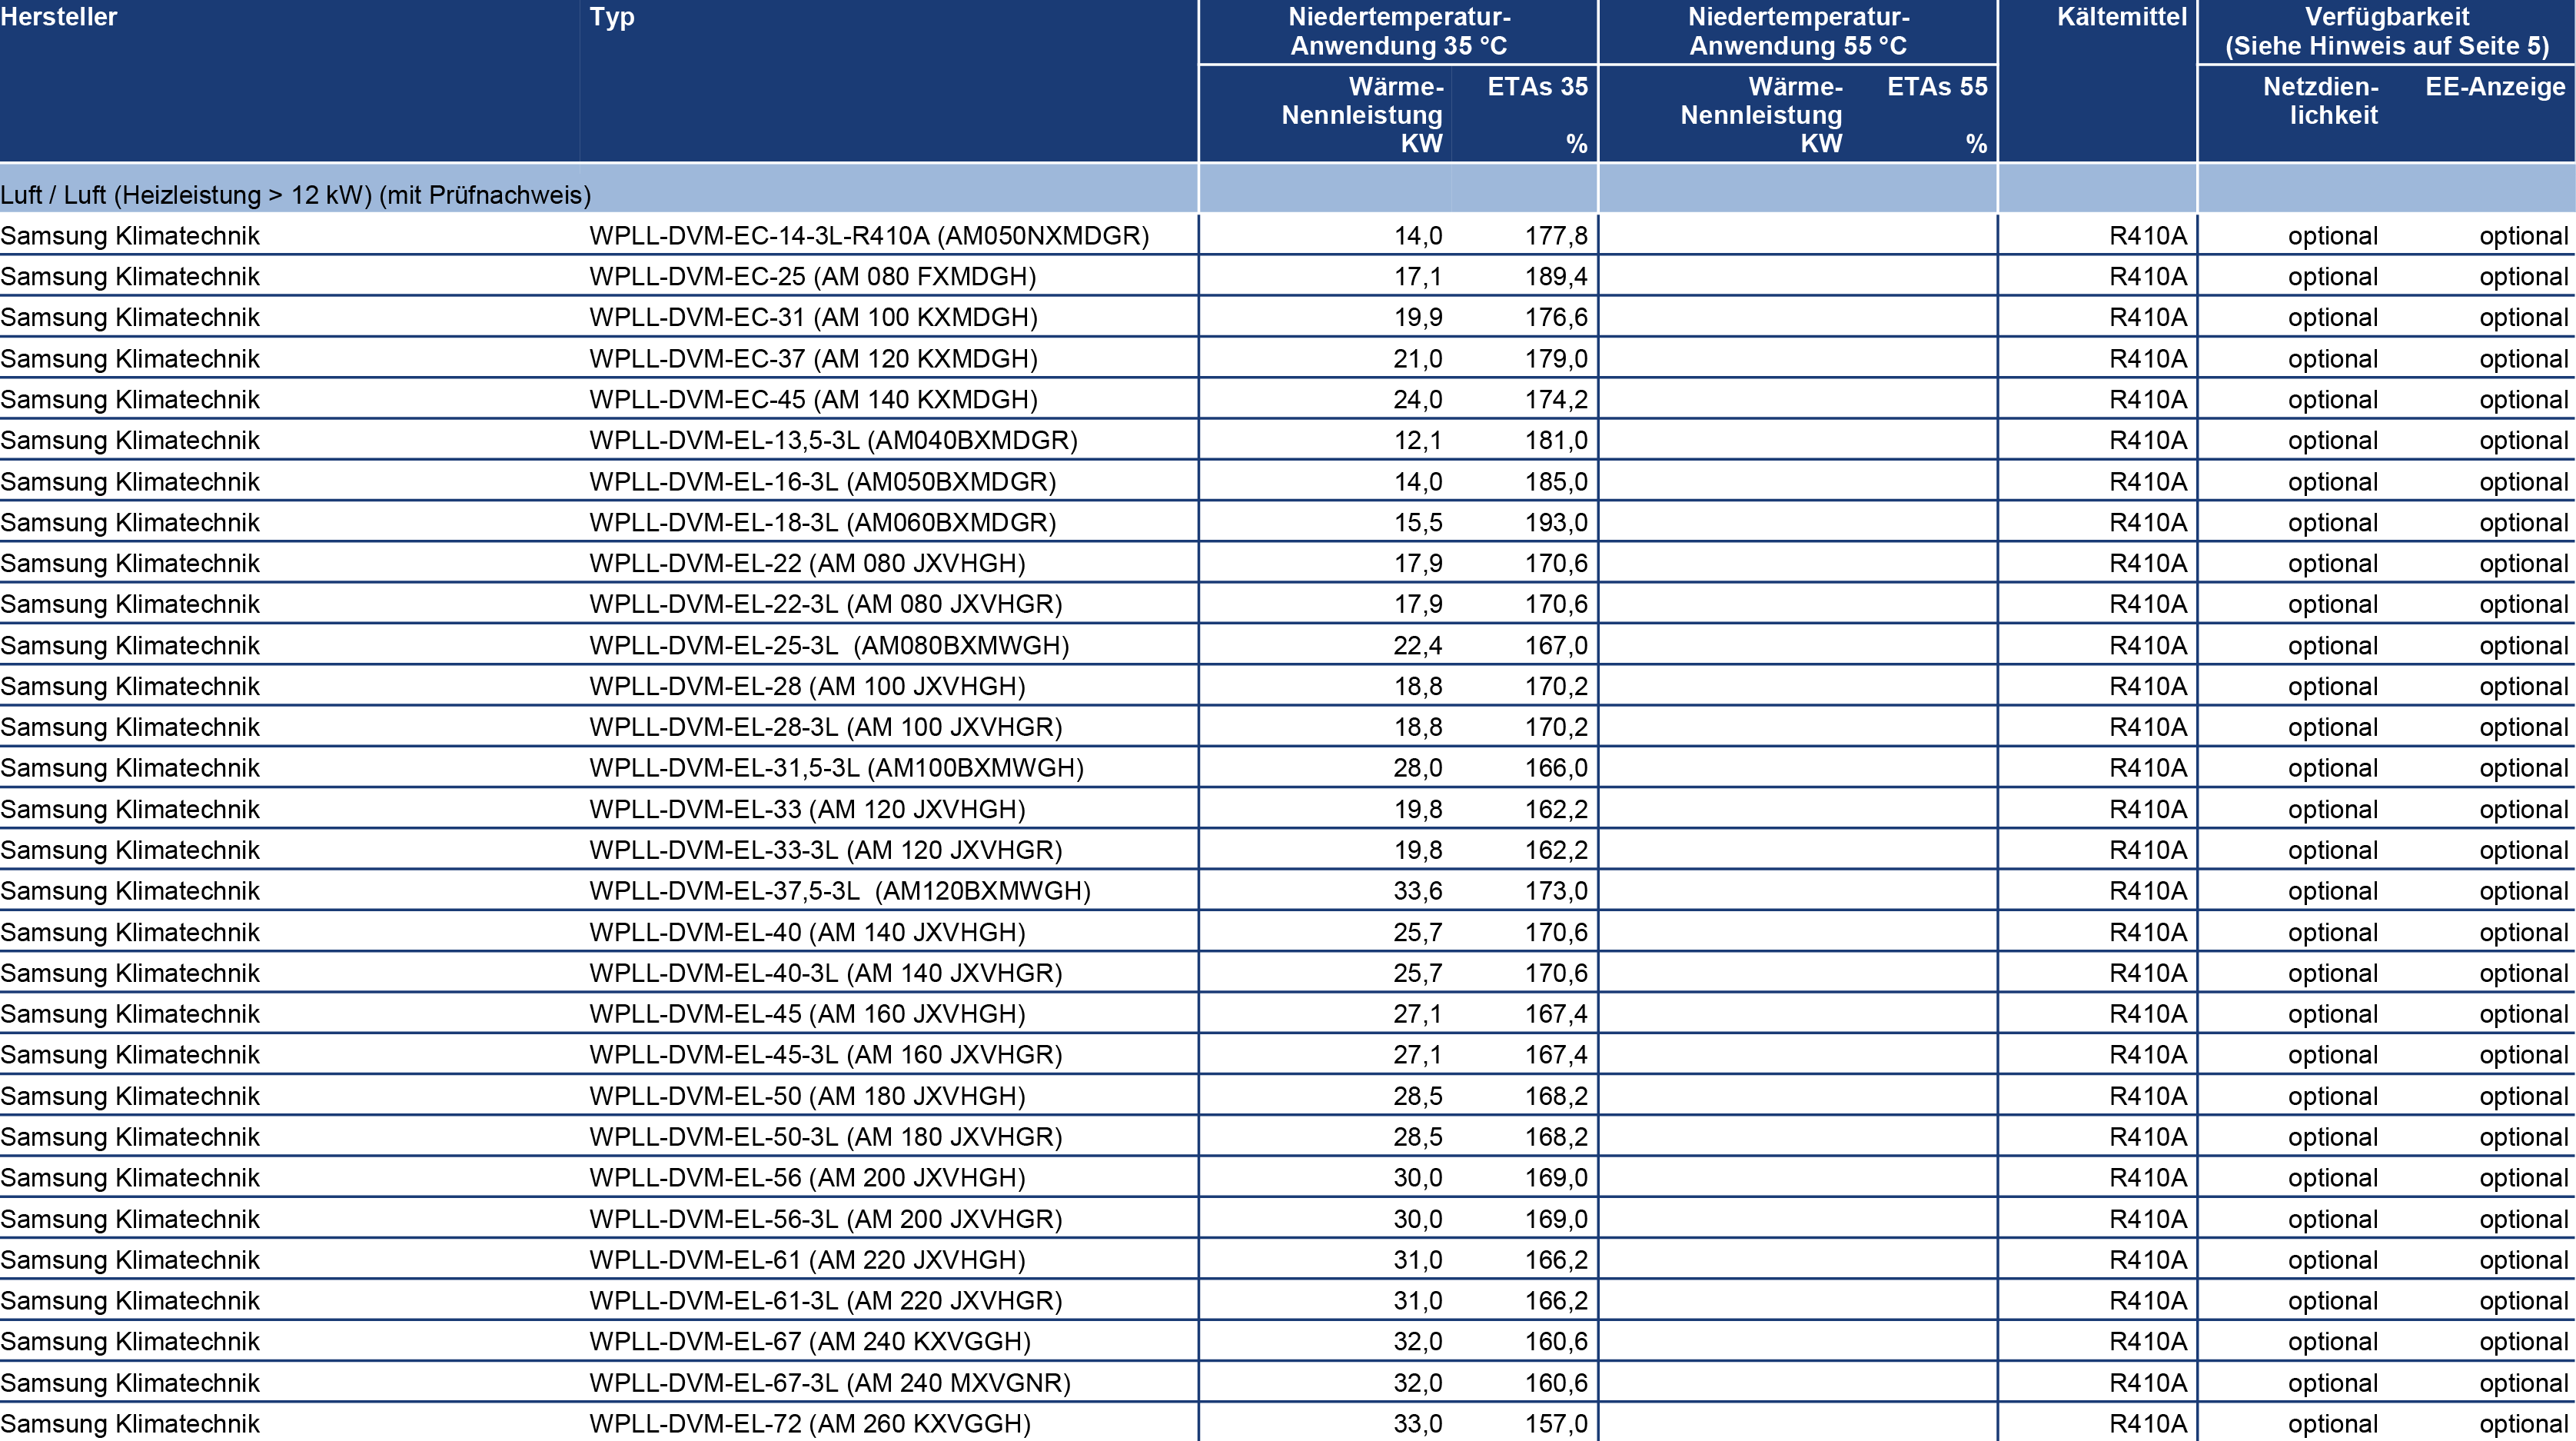 Hersteller Typ Niedertemperatur- Niedertemperatur- Kältemittel Verfügbarkeit
Anwendung 35 °C Anwendung 55 °C (Siehe Hinweis auf Seite 5)
Wärme- ETAs 35 Wärme- ETAs 55 Netzdien- EE-Anzeige
Nennleistung Nennleistung lichkeit
KW % KW %
Luft / Luft (Heizleistung > 12 kW) (mit Prüfnachweis)
Samsung Klimatechnik WPLL-DVM-EC-14-3L-R410A (AM050NXMDGR) 14,0 177,8 R410A optional optional
Samsung Klimatechnik WPLL-DVM-EC-25 (AM 080 FXMDGH) 17,1 189,4 R410A optional optional
Samsung Klimatechnik WPLL-DVM-EC-31 (AM 100 KXMDGH) 19,9 176,6 R410A optional optional
Samsung Klimatechnik WPLL-DVM-EC-37 (AM 120 KXMDGH) 21,0 179,0 R410A optional optional
Samsung Klimatechnik WPLL-DVM-EC-45 (AM 140 KXMDGH) 24,0 174,2 R410A optional optional
Samsung Klimatechnik WPLL-DVM-EL-13,5-3L (AM040BXMDGR) 12,1 181,0 R410A optional optional
Samsung Klimatechnik WPLL-DVM-EL-16-3L (AM050BXMDGR) 14,0 185,0 R410A optional optional
Samsung Klimatechnik WPLL-DVM-EL-18-3L (AM060BXMDGR) 15,5 193,0 R410A optional optional
Samsung Klimatechnik WPLL-DVM-EL-22 (AM 080 JXVHGH) 17,9 170,6 R410A optional optional
Samsung Klimatechnik WPLL-DVM-EL-22-3L (AM 080 JXVHGR) 17,9 170,6 R410A optional optional
Samsung Klimatechnik WPLL-DVM-EL-25-3L  (AM080BXMWGH) 22,4 167,0 R410A optional optional
Samsung Klimatechnik WPLL-DVM-EL-28 (AM 100 JXVHGH) 18,8 170,2 R410A optional optional
Samsung Klimatechnik WPLL-DVM-EL-28-3L (AM 100 JXVHGR) 18,8 170,2 R410A optional optional
Samsung Klimatechnik WPLL-DVM-EL-31,5-3L (AM100BXMWGH) 28,0 166,0 R410A optional optional
Samsung Klimatechnik WPLL-DVM-EL-33 (AM 120 JXVHGH) 19,8 162,2 R410A optional optional
Samsung Klimatechnik WPLL-DVM-EL-33-3L (AM 120 JXVHGR) 19,8 162,2 R410A optional optional
Samsung Klimatechnik WPLL-DVM-EL-37,5-3L  (AM120BXMWGH) 33,6 173,0 R410A optional optional
Samsung Klimatechnik WPLL-DVM-EL-40 (AM 140 JXVHGH) 25,7 170,6 R410A optional optional
Samsung Klimatechnik WPLL-DVM-EL-40-3L (AM 140 JXVHGR) 25,7 170,6 R410A optional optional
Samsung Klimatechnik WPLL-DVM-EL-45 (AM 160 JXVHGH) 27,1 167,4 R410A optional optional
Samsung Klimatechnik WPLL-DVM-EL-45-3L (AM 160 JXVHGR) 27,1 167,4 R410A optional optional
Samsung Klimatechnik WPLL-DVM-EL-50 (AM 180 JXVHGH) 28,5 168,2 R410A optional optional
Samsung Klimatechnik WPLL-DVM-EL-50-3L (AM 180 JXVHGR) 28,5 168,2 R410A optional optional
Samsung Klimatechnik WPLL-DVM-EL-56 (AM 200 JXVHGH) 30,0 169,0 R410A optional optional
Samsung Klimatechnik WPLL-DVM-EL-56-3L (AM 200 JXVHGR) 30,0 169,0 R410A optional optional
Samsung Klimatechnik WPLL-DVM-EL-61 (AM 220 JXVHGH) 31,0 166,2 R410A optional optional
Samsung Klimatechnik WPLL-DVM-EL-61-3L (AM 220 JXVHGR) 31,0 166,2 R410A optional optional
Samsung Klimatechnik WPLL-DVM-EL-67 (AM 240 KXVGGH) 32,0 160,6 R410A optional optional
Samsung Klimatechnik WPLL-DVM-EL-67-3L (AM 240 MXVGNR) 32,0 160,6 R410A optional optional
Samsung Klimatechnik WPLL-DVM-EL-72 (AM 260 KXVGGH) 33,0 157,0 R410A optional optional